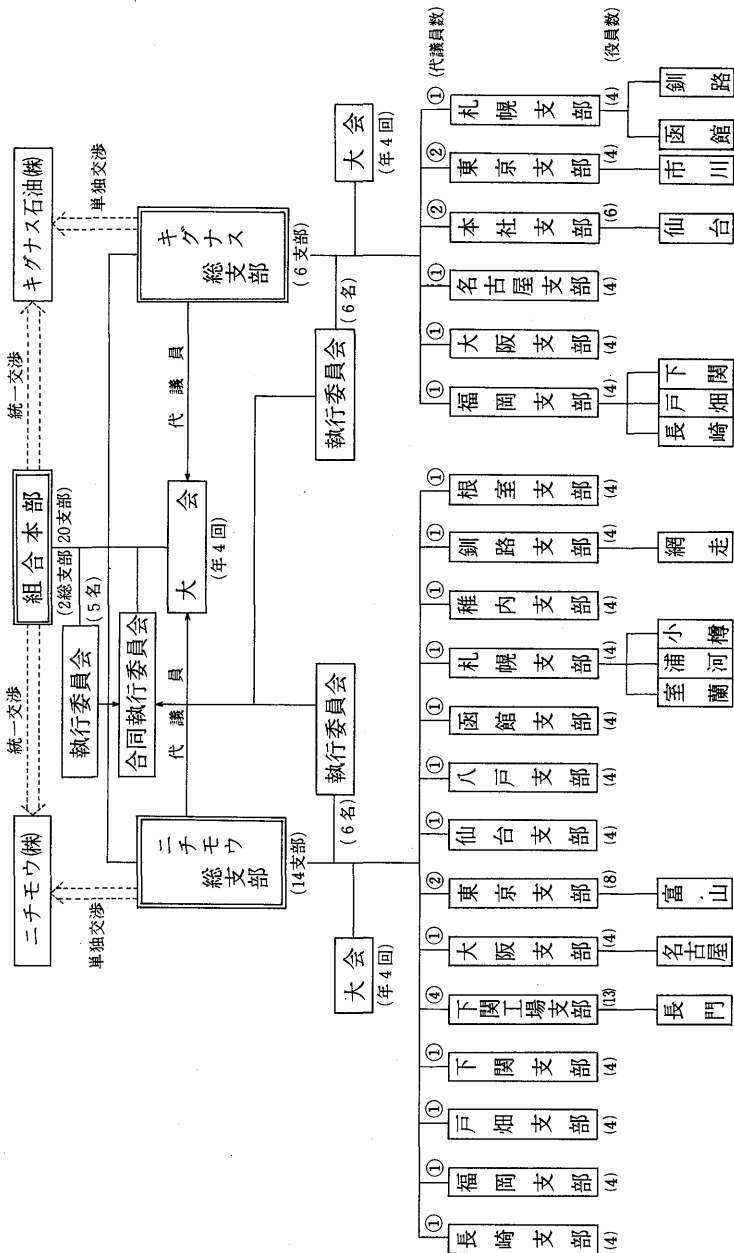 組合本部
(2総支部 20支部)
統一交渉
統一交渉
ニチモウ(株)
キグナス石油(株)
単独交渉
単独交渉
執行委員会
(5名)
合同執行委員会
大会
(年4回)
代議員
代議員
ニチモウ総支部
(14支部)
キグナス総支部
(6支部)
執行委員会
(6名)
執行委員会
(6名)
大会
(年4回)
大会
(年4回)
(代議員数)
(役員数)
① 札幌支部 (4)
釧路
函館
② 東京支部 (4)
市川
② 本社支部 (6)
仙台
① 名古屋支部 (4)
① 大阪支部 (4)
① 福岡支部 (4)
下関
戸畑
長崎
① 根室支部 (4)
① 釧路支部 (4)
網走
① 稚内支部 (4)
① 札幌支部 (4)
小樽
浦河
室蘭
① 函館支部 (4)
① 八戸支部 (4)
① 仙台支部 (4)
② 東京支部 (8)
富山
① 大阪支部 (4)
名古屋
④ 下関工場支部 (13)
長門
① 下関支部 (4)
① 戸畑支部 (4)
① 福岡支部 (4)
① 長崎支部 (4)